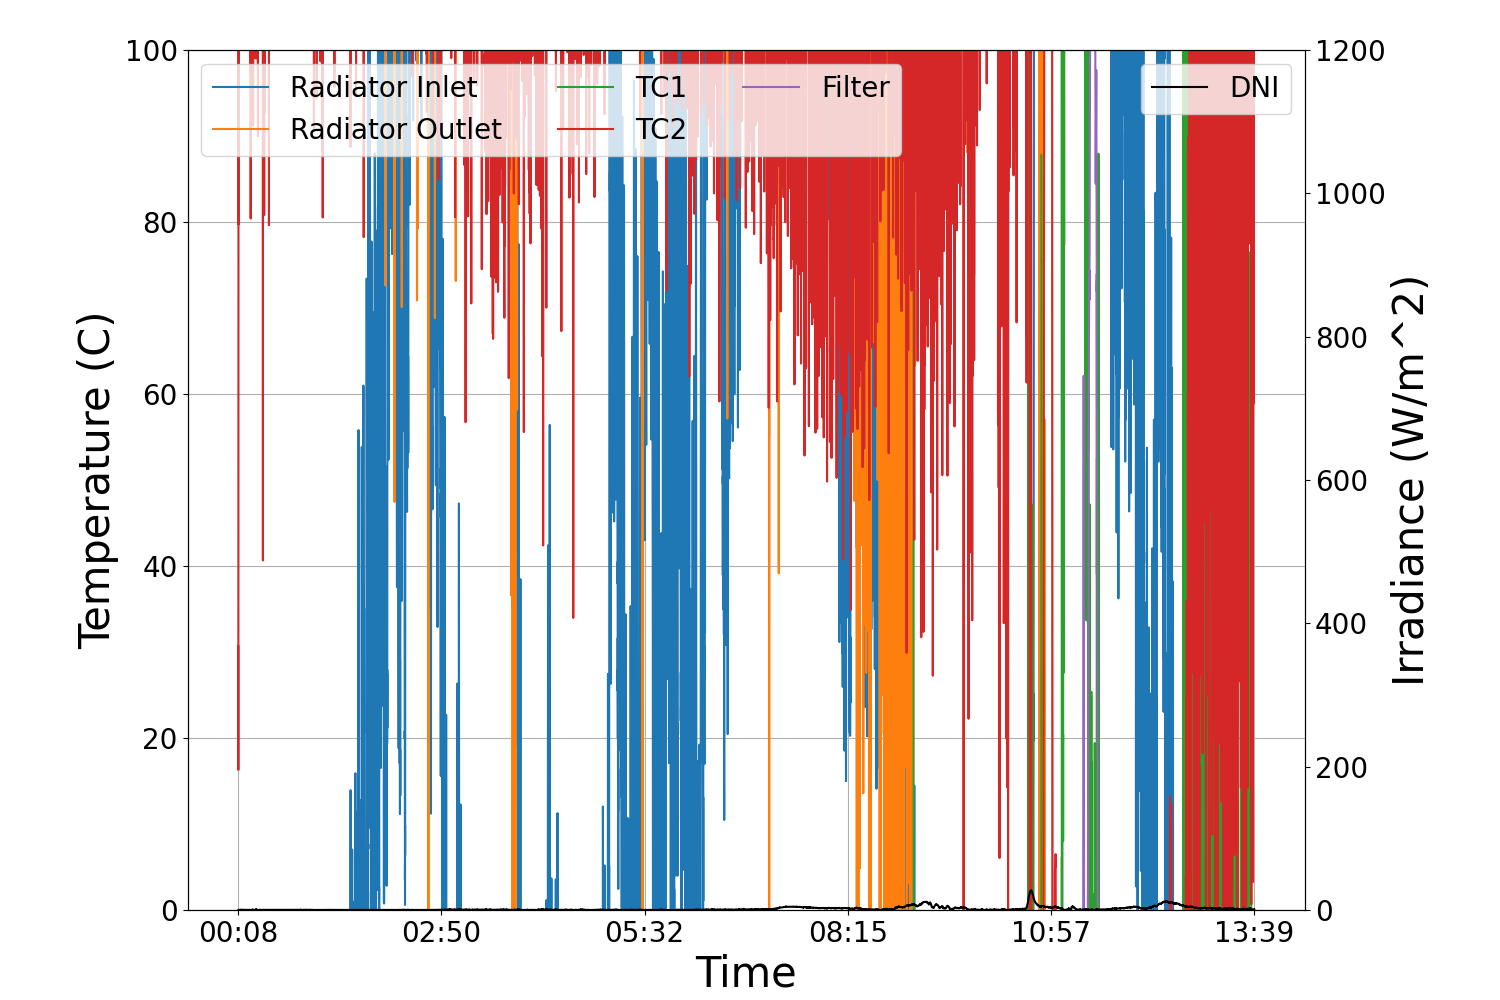 100
80
60
40
20
0
Temperature (C)
Radiator Inlet
Radiator Outlet
TC1
TC2
Filter
DNI
1200
1000
800
600
400
200
0
Irradiance (W/m^2)
00:08
02:50
05:32
08:15
10:57
13:39
Time